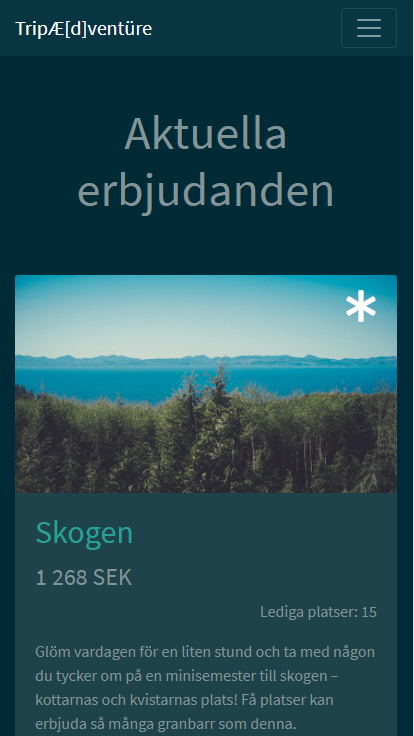 TripÆ[d]ventüre
Aktuella
erbjudanden
Skogen
1 268 SEK
Lediga platser: 15
Glöm vardagen för en liten stund och ta med någon
du tycker om på en minisemester till skogen –
kottarnas och kvistarnas plats! Få platser kan
erbjuda så många granbarr som denna.